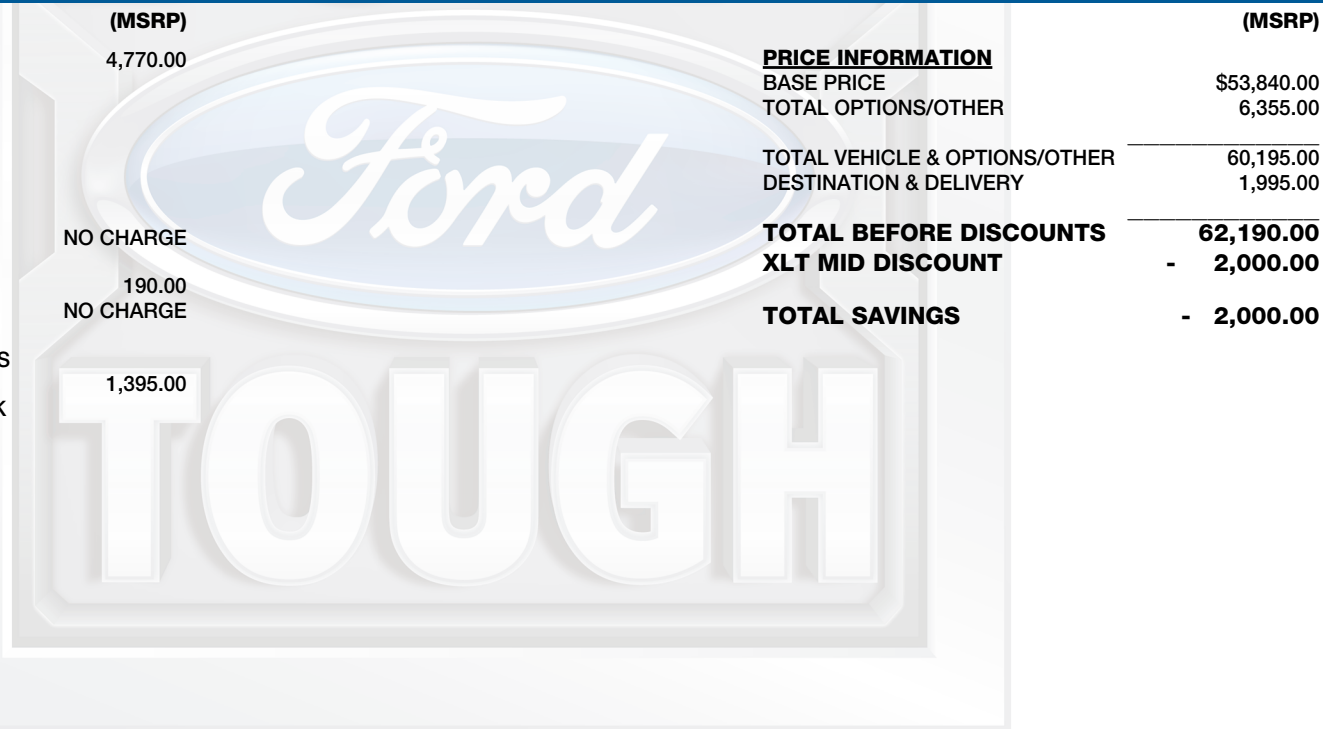 (MSRP)
4,770.00
NO CHARGE
190.00
NO CHARGE
S
1,395.00
K
(MSRP)
PRICE INFORMATION
BASE PRICE $53,840.00
TOTAL OPTIONS/OTHER 6,355.00
TOTAL VEHICLE & OPTIONS/OTHER 60,195.00
DESTINATION & DELIVERY 1,995.00
TOTAL BEFORE DISCOUNTS 62,190.00
XLT MID DISCOUNT - 2,000.00
TOTAL SAVINGS - 2,000.00
Ford
TOUGH